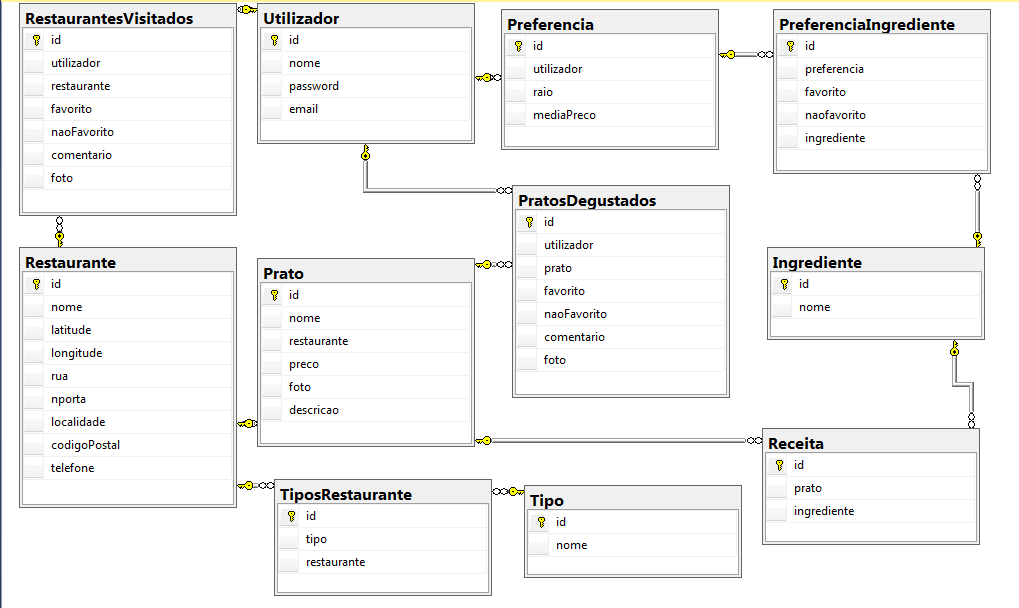 RestaurantesVisitados
id
utilizador
restaurante
favorito
naoFavorito
comentario
foto
Utilizador
id
nome
password
email
Preferencia
id
utilizador
raio
mediaPreco
PreferenciaIngrediente
id
preferencia
favorito
naofavorito
ingrediente
PratosDegustados
id
utilizador
prato
favorito
naoFavorito
comentario
foto
Restaurante
id
nome
latitude
longitude
rua
nporta
localidade
codigoPostal
telefone
Prato
id
nome
restaurante
preco
foto
descricao
Ingrediente
id
nome
Receita
id
prato
ingrediente
TiposRestaurante
id
tipo
restaurante
Tipo
id
nome